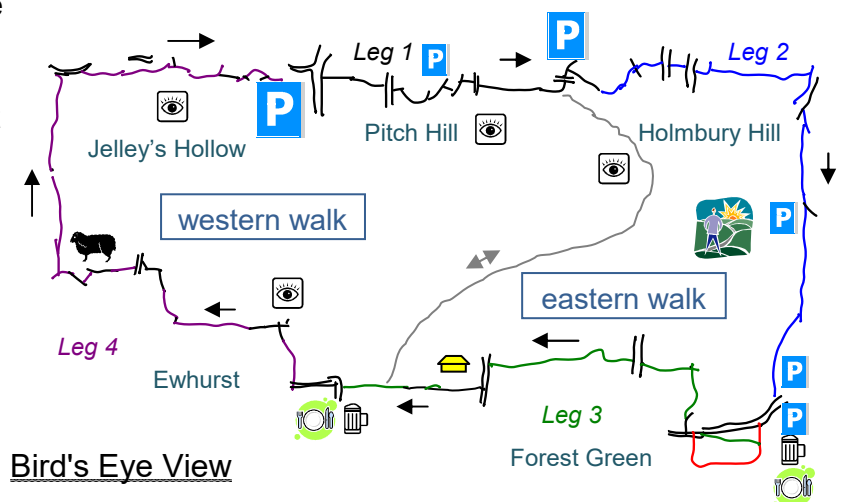 e
Leg 1
P
P
Leg 2
P
Jelley's Hollow
Pitch Hill
Holmbury Hill
western walk
P
eastern walk
Leg 4
Ewhurst
P
Leg 3
P
Forest Green
Bird's Eye View